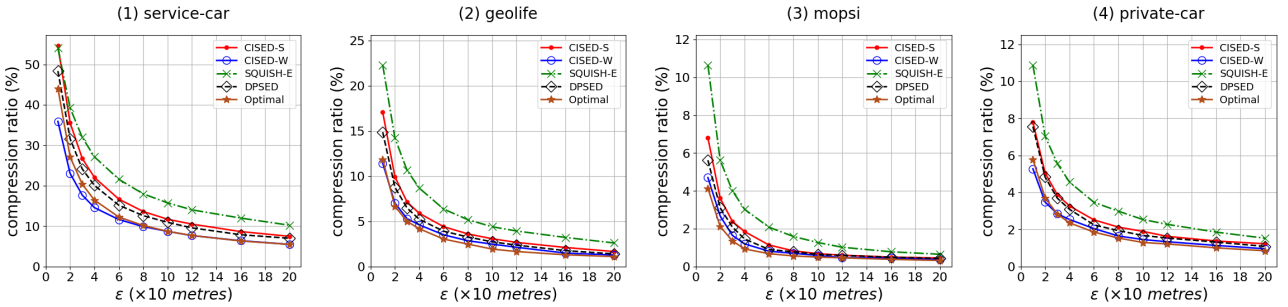 (1) service-car
compression ratio (%)
50
40
30
20
10
0
0 2 4 6 8 10 12 14 16 18 20
ε (×10 metres)
CISED-S
CISED-W
SQUISH-E
DPSED
Optimal
(2) geolife
compression ratio (%)
25
20
15
10
5
0
0 2 4 6 8 10 12 14 16 18 20
ε (×10 metres)
CISED-S
CISED-W
SQUISH-E
DPSED
Optimal
(3) mopsi
compression ratio (%)
12
10
8
6
4
2
0
0 2 4 6 8 10 12 14 16 18 20
ε (×10 metres)
CISED-S
CISED-W
SQUISH-E
DPSED
Optimal
(4) private-car
compression ratio (%)
12
10
8
6
4
2
0
0 2 4 6 8 10 12 14 16 18 20
ε (×10 metres)
CISED-S
CISED-W
SQUISH-E
DPSED
Optimal